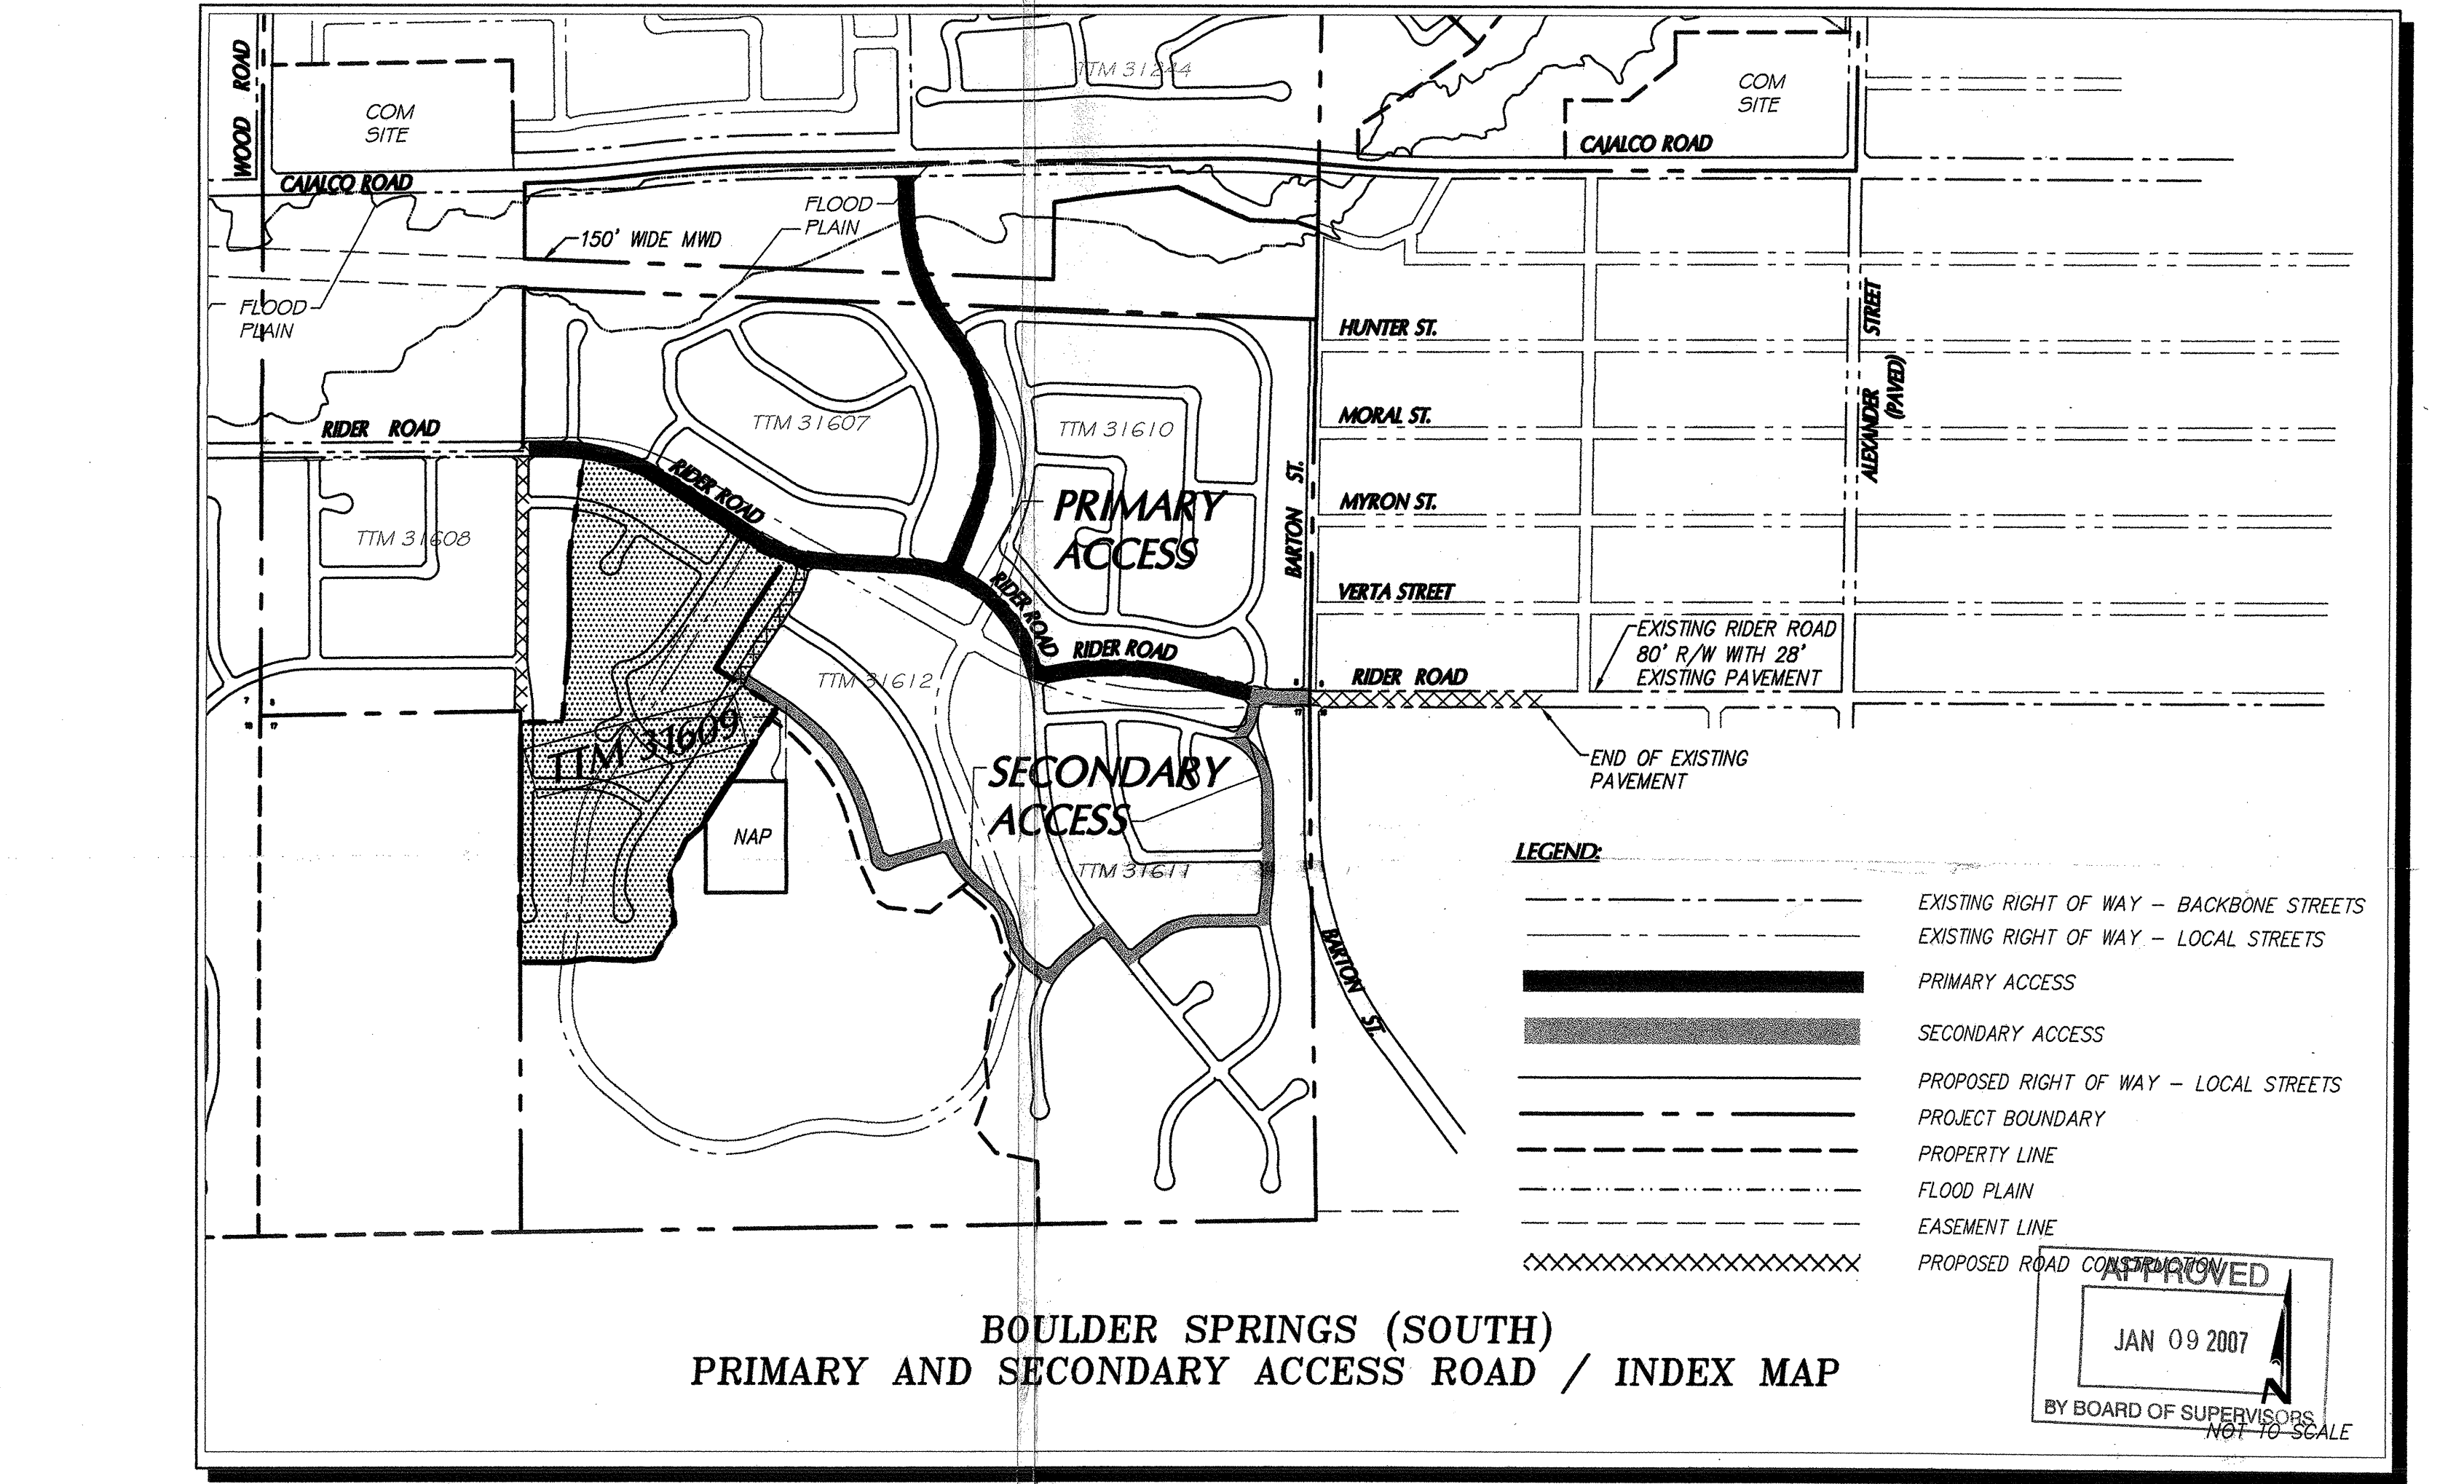 WOOD ROAD
COM
SITE
TTM 31244
COM
SITE
CAJALCO ROAD
CAJALCO ROAD
FLOOD
PLAIN
150' WIDE MWD
FLOOD
PLAIN
HUNTER ST.
ALEXANDER STREET
(PAVED)
MORAL ST.
RIDER ROAD
TTM 31607
TTM 31610
RIDER ROAD
BARTON ST.
PRIMARY
ACCESS
MYRON ST.
TTM 31608
VERTA STREET
RIDER ROAD
RIDER ROAD
EXISTING RIDER ROAD
80' R/W WITH 28'
EXISTING PAVEMENT
RIDER ROAD
TTM 31612
7 8
18 17
TTM 31609
SECONDARY
ACCESS
END OF EXISTING
PAVEMENT
NAP
TTM 31611
BARTON ST.
LEGEND:
EXISTING RIGHT OF WAY – BACKBONE STREETS
EXISTING RIGHT OF WAY – LOCAL STREETS
PRIMARY ACCESS
SECONDARY ACCESS
PROPOSED RIGHT OF WAY – LOCAL STREETS
PROJECT BOUNDARY
PROPERTY LINE
FLOOD PLAIN
EASEMENT LINE
PROPOSED ROAD CONSTRUCTION
APPROVED
JAN 09 2007
N
BY BOARD OF SUPERVISORS
NOT TO SCALE
BOULDER SPRINGS (SOUTH)
PRIMARY AND SECONDARY ACCESS ROAD / INDEX MAP